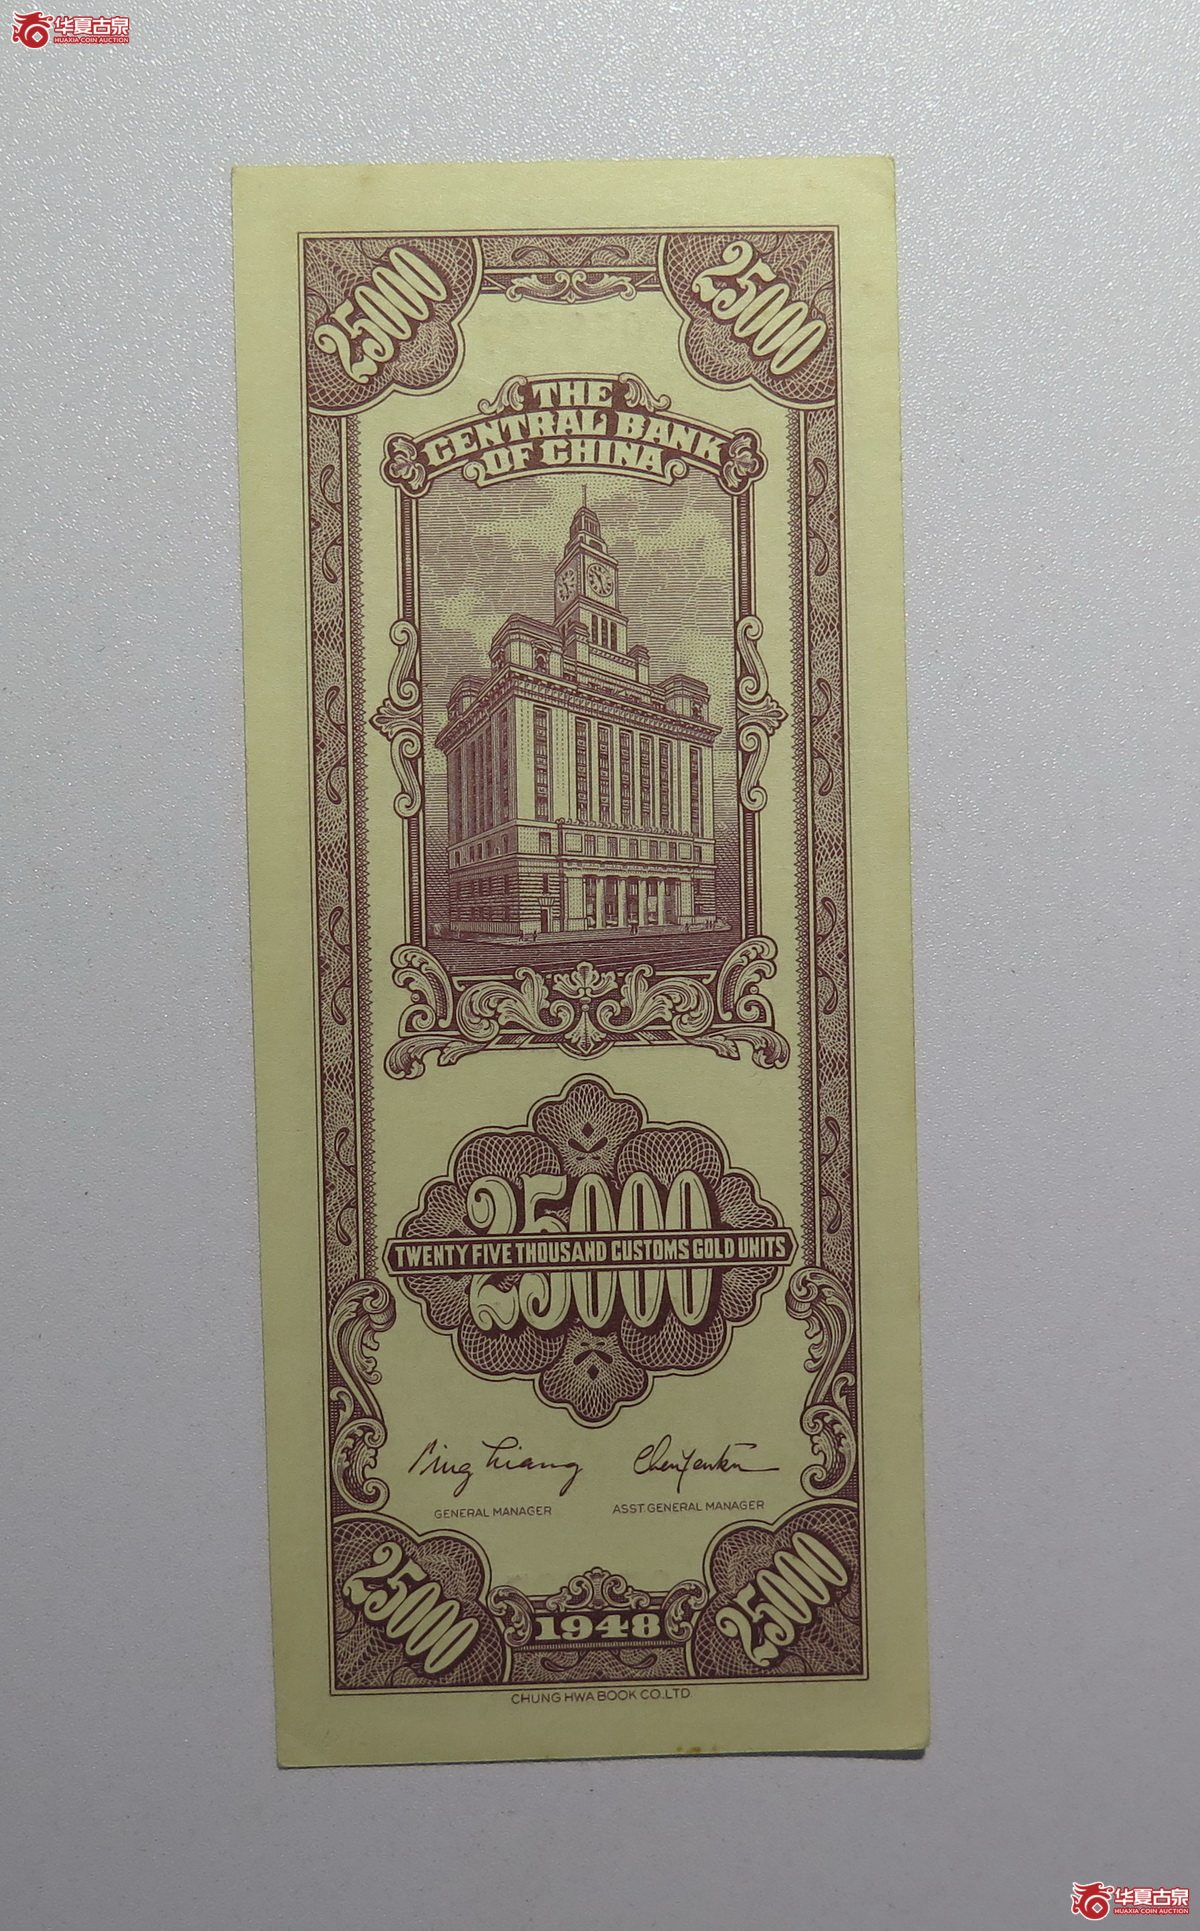 华夏古泉
HUAXIA COIN AUCTION
25000
25000
THE
CENTRAL BANK
OF CHINA
25000
TWENTY FIVE THOUSAND CUSTOMS GOLD UNITS
GENERAL MANAGER
ASST. GENERAL MANAGER
25000
25000
1948
CHUNG HWA BOOK CO.,LTD.
华夏古泉
HUAXIA COIN AUCTION